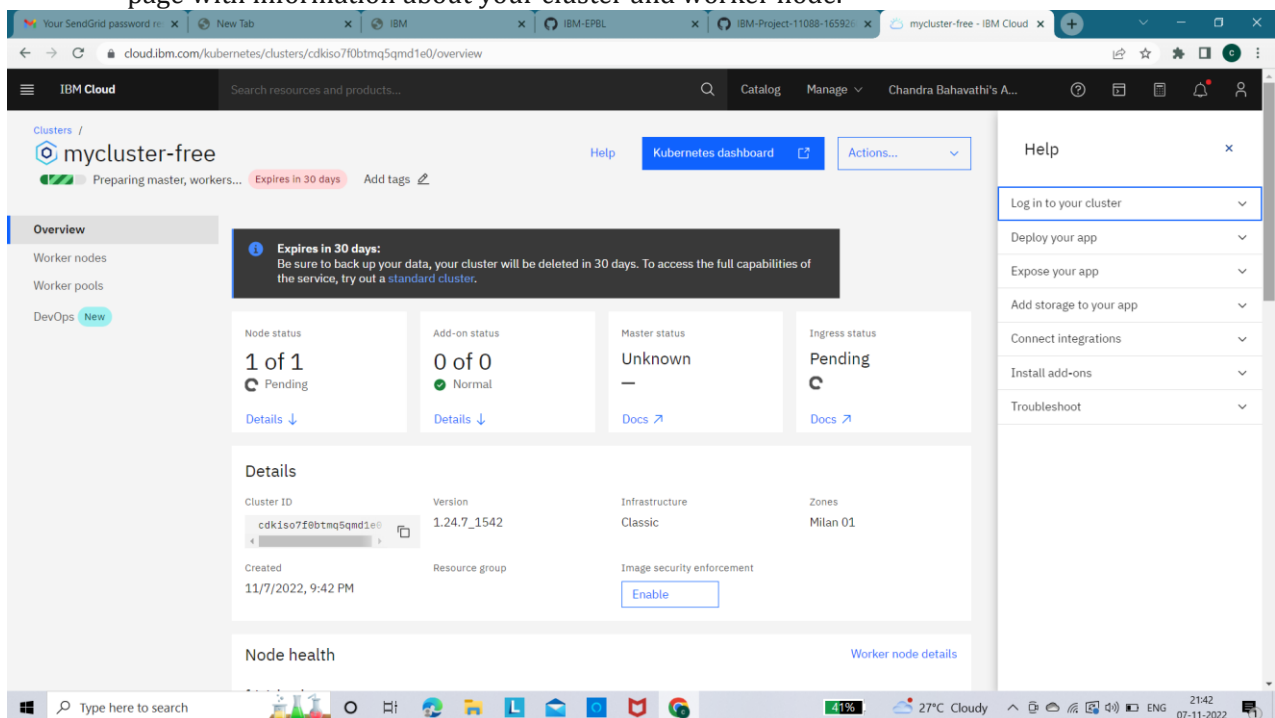 page with information about your cluster and worker node.
Your SendGrid password re
New Tab
IBM
IBM-EPBL
IBM-Project-11088-165926
mycluster-free - IBM Cloud
cloud.ibm.com/kubernetes/clusters/cdkiso7f0btmq5qmd1e0/overview
IBM Cloud
Search resources and products...
Catalog
Manage
Chandra Bahavathi's A...
Clusters /
mycluster-free
Help
Kubernetes dashboard
Actions...
Preparing master, workers...
Expires in 30 days
Add tags
Overview
Worker nodes
Worker pools
DevOps New
Expires in 30 days:
Be sure to back up your data, your cluster will be deleted in 30 days. To access the full capabilities of
the service, try out a standard cluster.
Node status
1 of 1
Pending
Details ↓
Add-on status
0 of 0
Normal
Details ↓
Master status
Unknown
—
Docs ↗
Ingress status
Pending
Docs ↗
Details
Cluster ID
cdkiso7f0btmq5qmd1e0
Version
1.24.7_1542
Infrastructure
Classic
Zones
Milan 01
Created
11/7/2022, 9:42 PM
Resource group
Image security enforcement
Enable
Node health
Worker node details
Help
Log in to your cluster
Deploy your app
Expose your app
Add storage to your app
Connect integrations
Install add-ons
Troubleshoot
Type here to search
41%
27°C Cloudy
ENG
21:42
07-11-2022